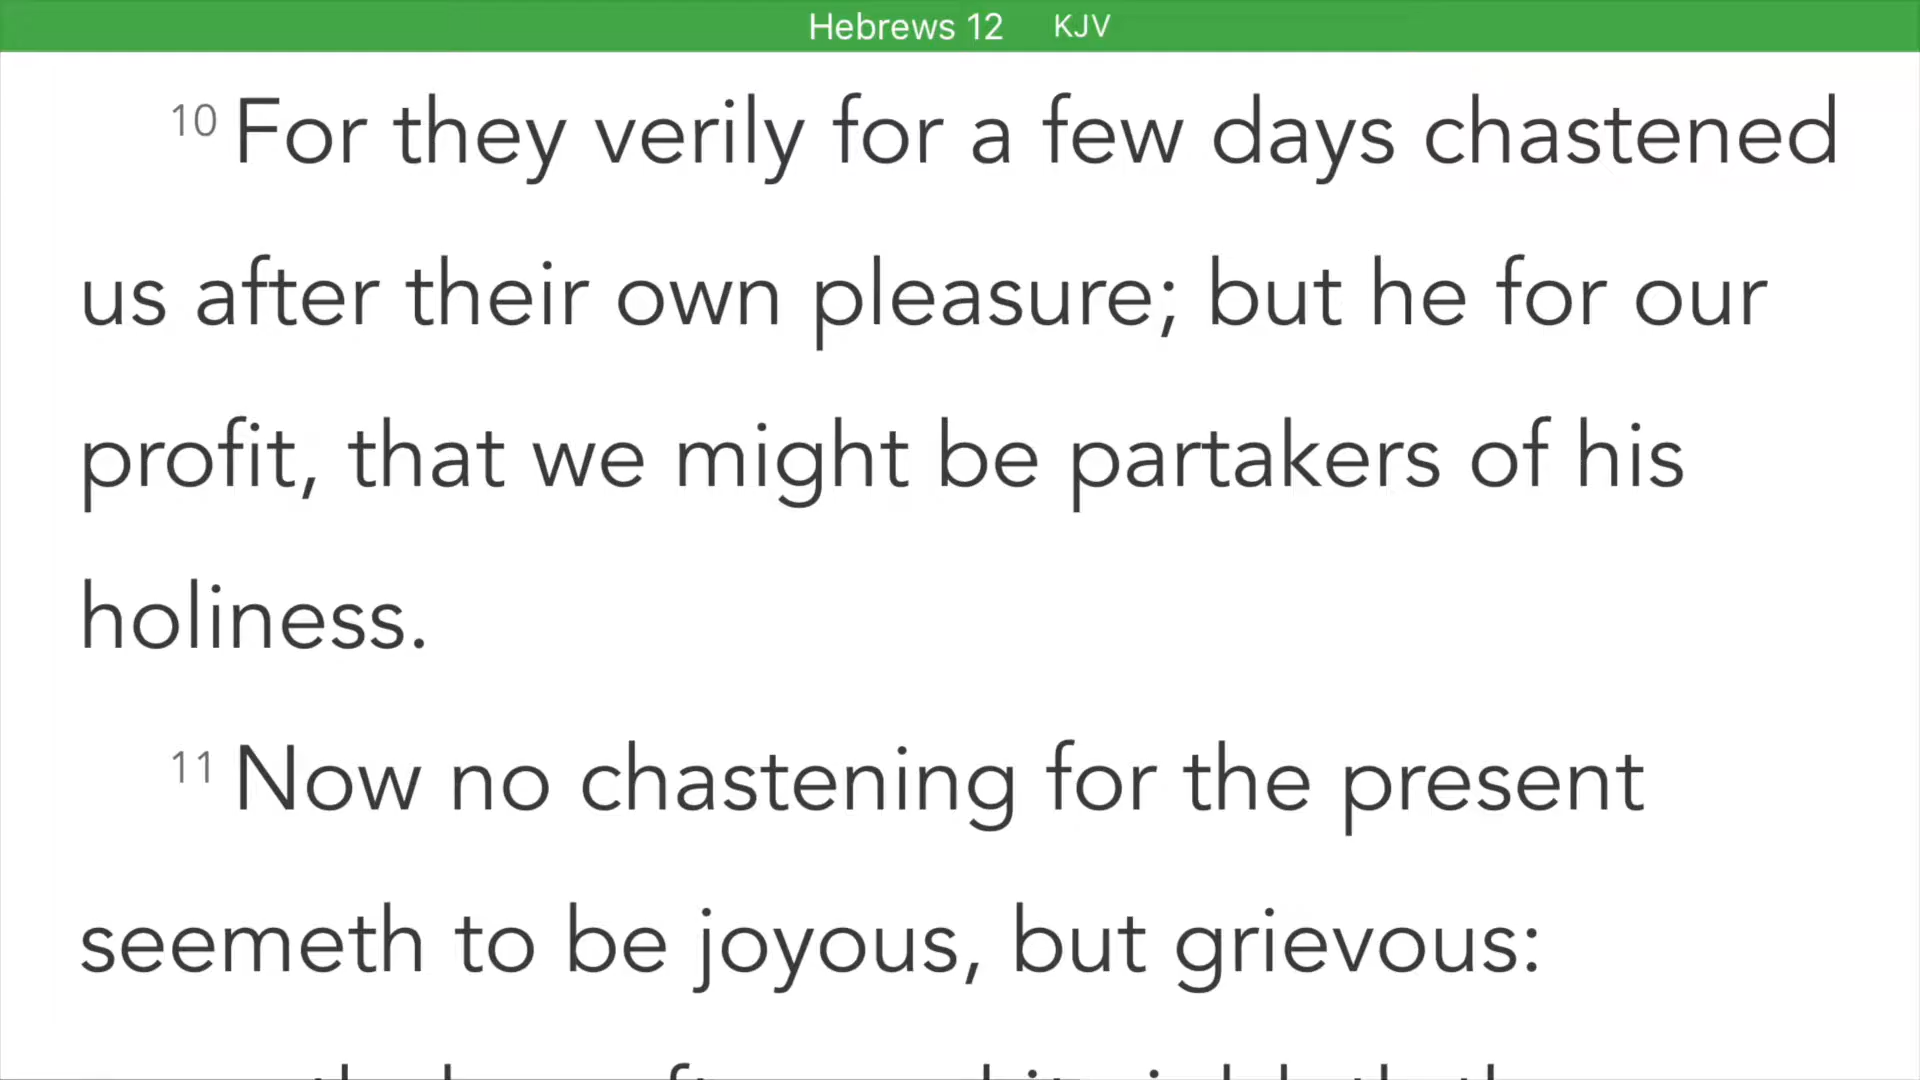 Hebrews 12 KJV
10 For they verily for a few days chastened
us after their own pleasure; but he for our
profit, that we might be partakers of his
holiness.
11 Now no chastening for the present
seemeth to be joyous, but grievous: